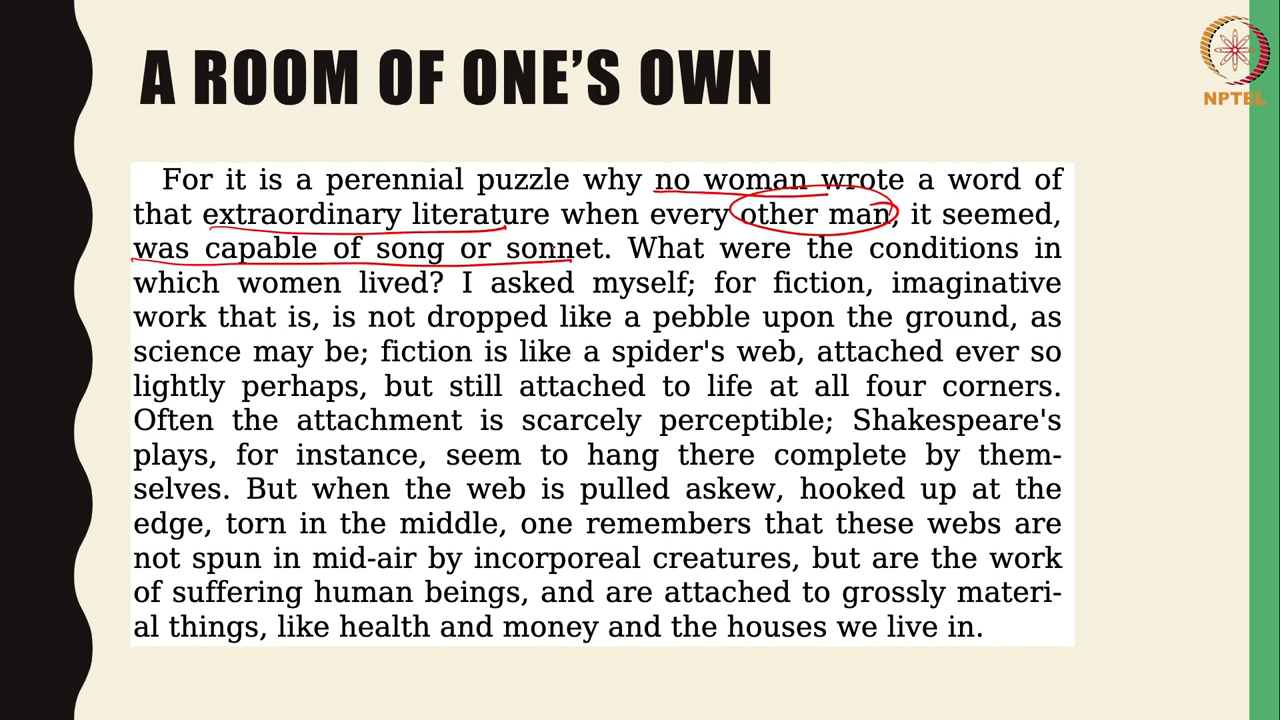 A ROOM OF ONE'S OWN
NPTEL
For it is a perennial puzzle why no woman wrote a word of
that extraordinary literature when every other man, it seemed,
was capable of song or sonnet. What were the conditions in
which women lived? I asked myself; for fiction, imaginative
work that is, is not dropped like a pebble upon the ground, as
science may be; fiction is like a spider's web, attached ever so
lightly perhaps, but still attached to life at all four corners.
Often the attachment is scarcely perceptible; Shakespeare's
plays, for instance, seem to hang there complete by them-
selves. But when the web is pulled askew, hooked up at the
edge, torn in the middle, one remembers that these webs are
not spun in mid-air by incorporeal creatures, but are the work
of suffering human beings, and are attached to grossly materi-
al things, like health and money and the houses we live in.